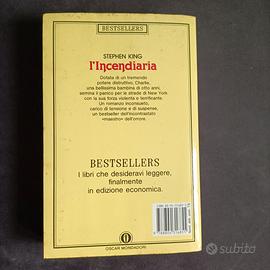 BESTSELLERS
STEPHEN KING
l'Incendiaria
Dotata di un tremendo
potere distruttivo, Charlie,
una bellissima bambina di otto anni,
semina il panico per le strade di New York
con la sua forza violenta e terrificante.
Un romanzo inconsueto,
carico di tensione e di suspense,
un bestseller dell'incontrastato
«maestro» dell'orrore.
BESTSELLERS
I libri che desideravi leggere,
finalmente
in edizione economica.
OSCAR MONDADORI
subito